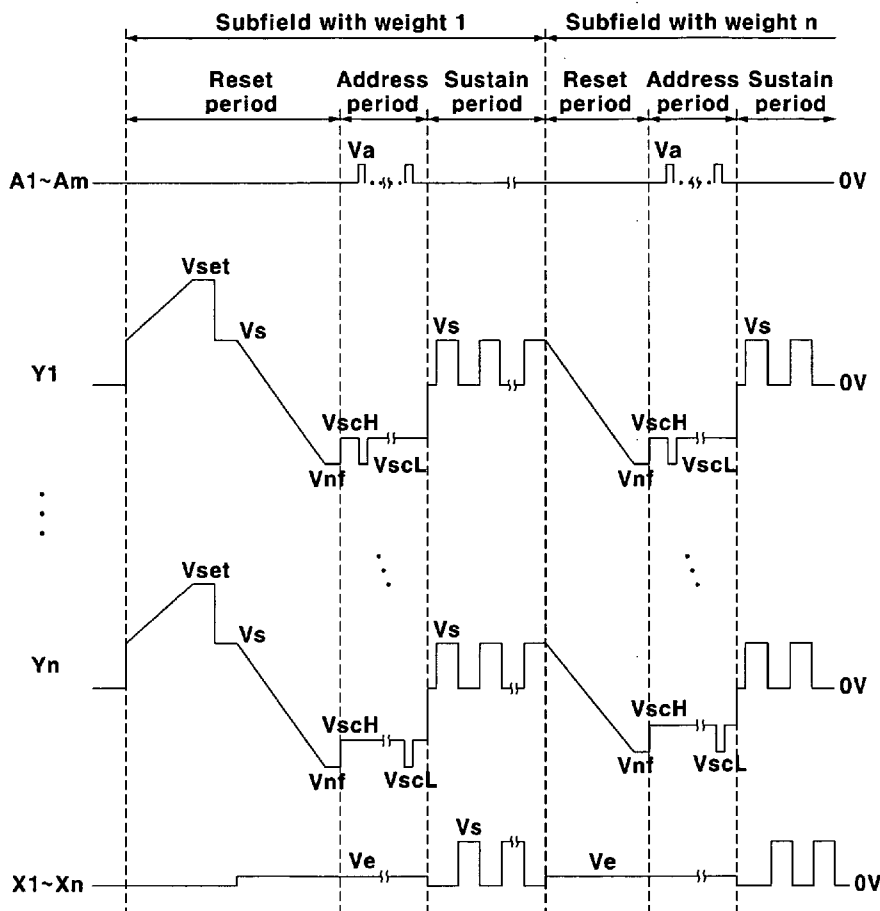 Subfield with weight 1 Subfield with weight n
Reset period Address period Sustain period Reset period Address period Sustain period
Va Va
A1~Am 0V
Vset
Vs Vs Vs
Y1 0V
VscH VscH
Vnf VscL Vnf VscL
Vset
Vs Vs
Yn 0V
VscH VscH
Vnf VscL Vnf VscL
Vs
Ve Ve
X1~Xn 0V